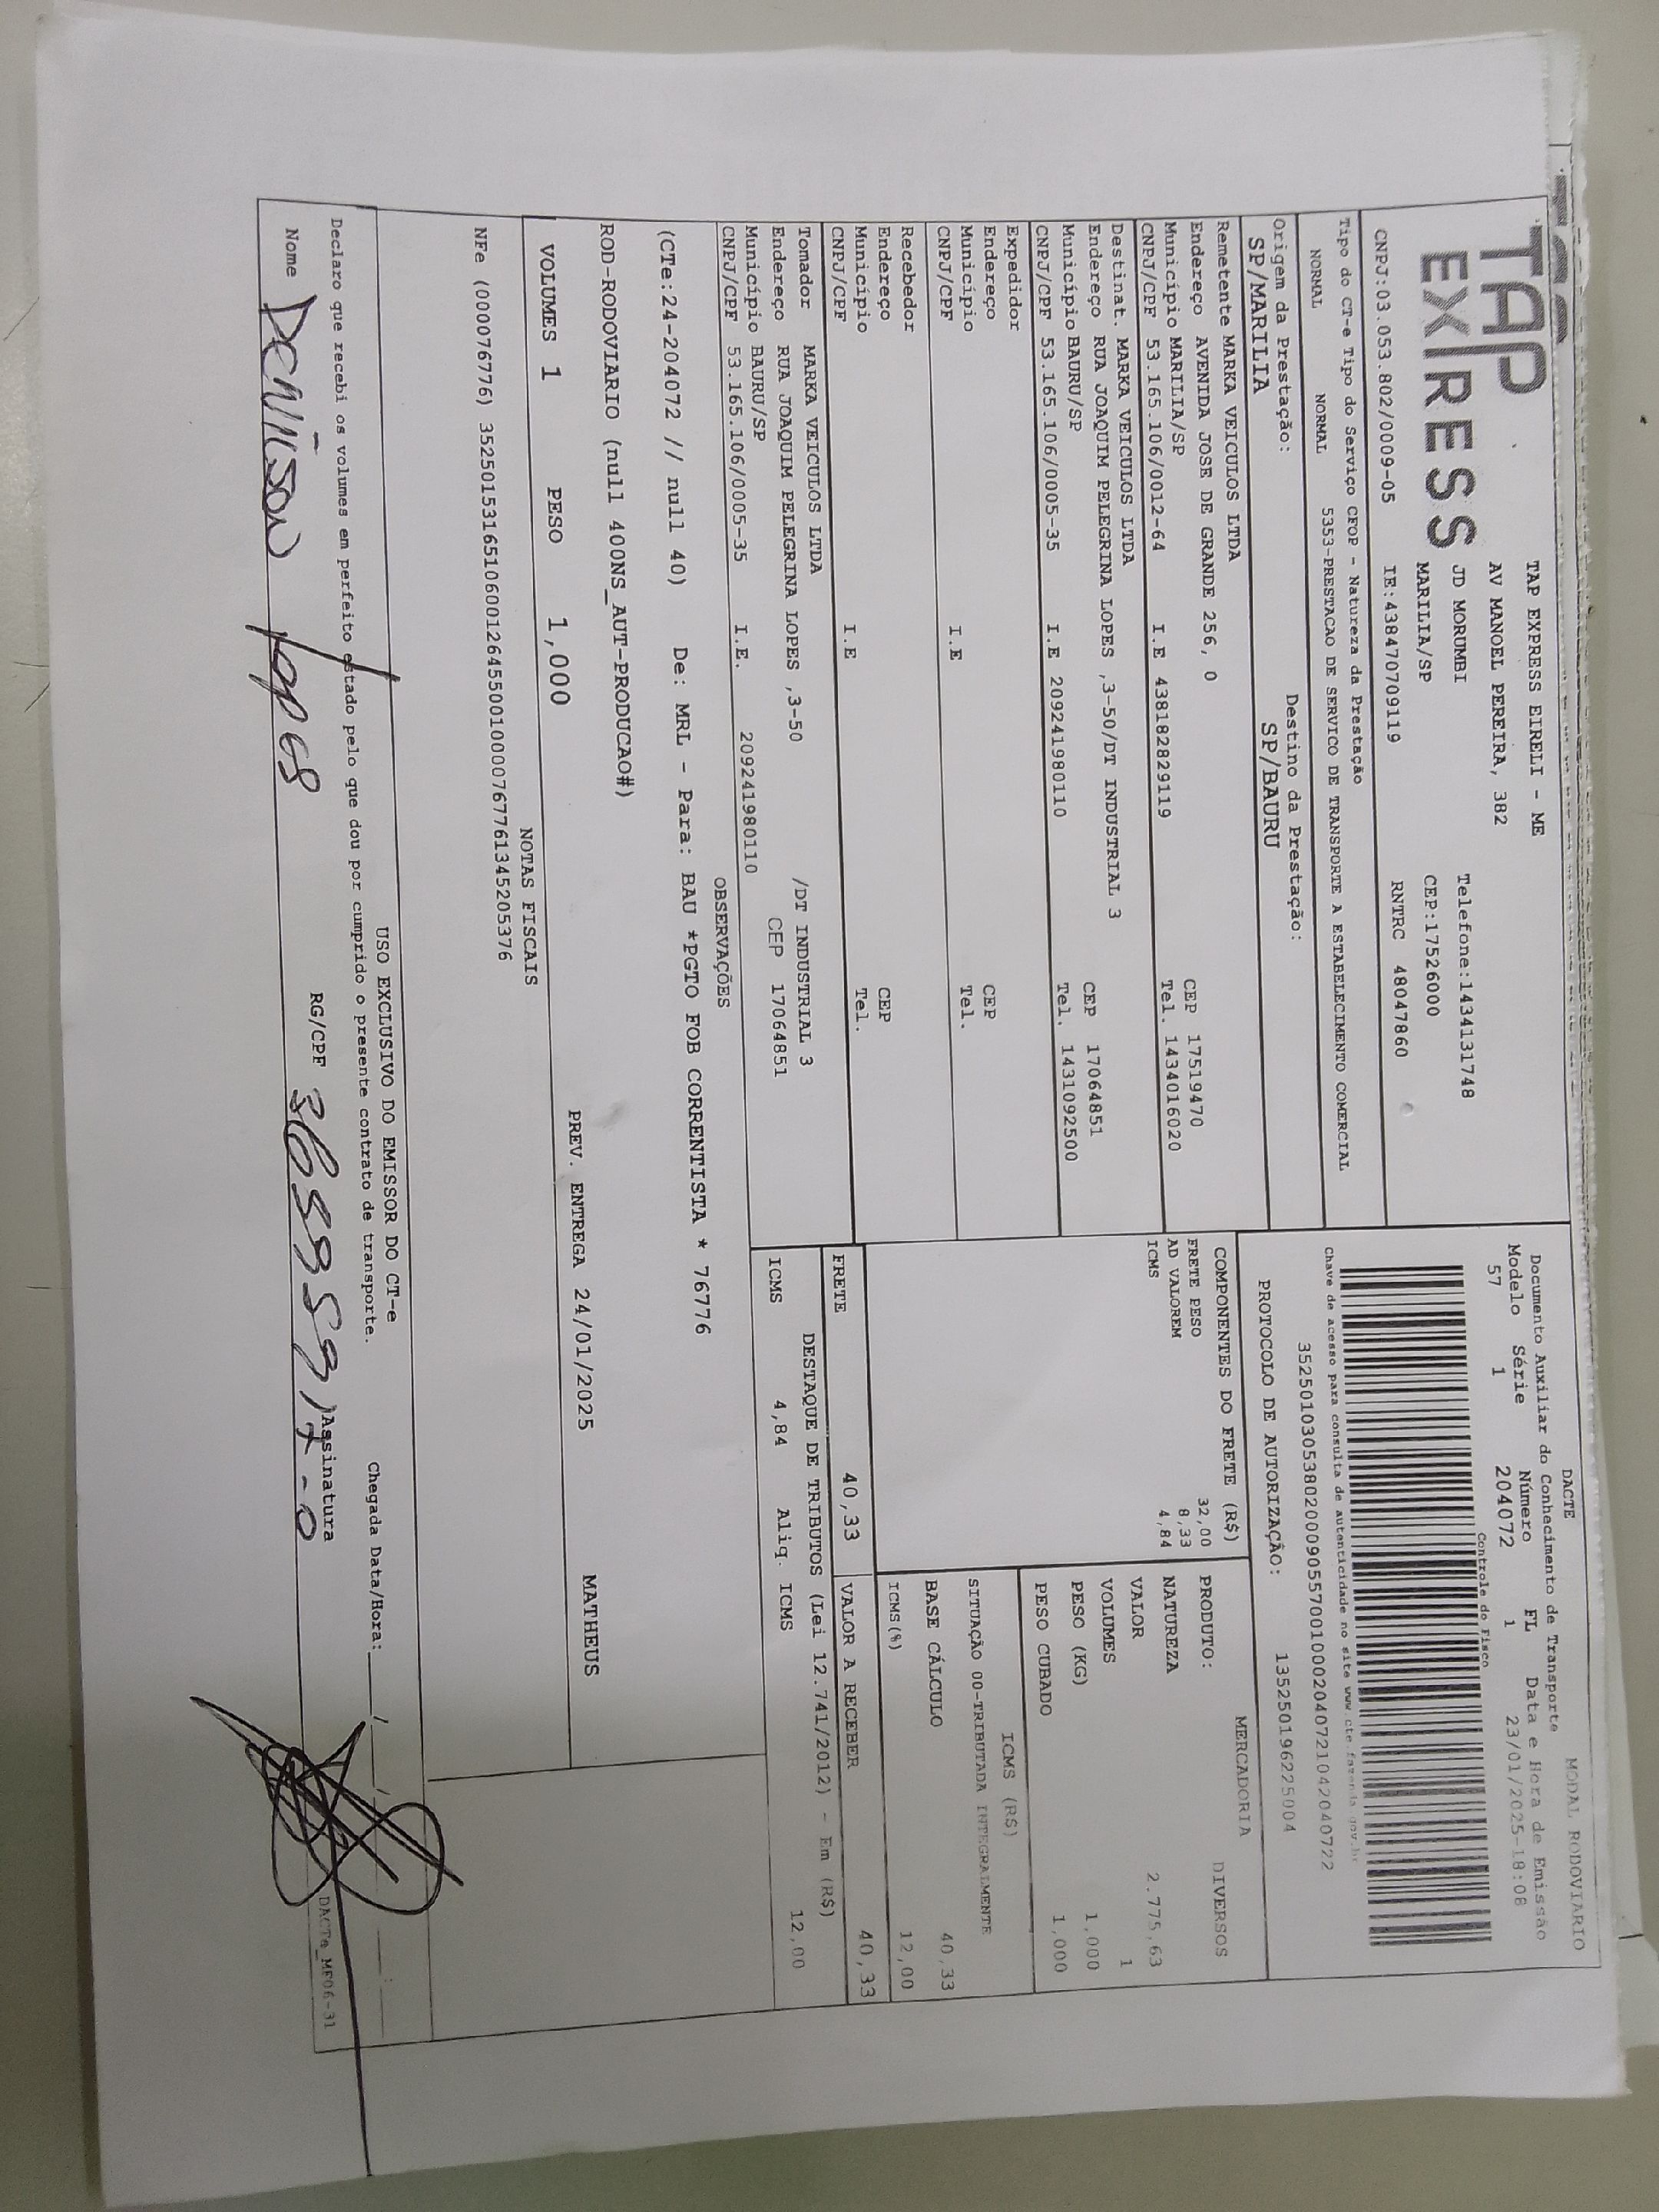 TAP
EXPRESS
TAP EXPRESS EIRELI - ME
AV MANOEL PEREIRA, 382
JD MORUMBI Telefone:1434131748
MARILIA/SP CEP:17526000
CNPJ:03.053.802/0009-05 IE:438470709119 RNTRC 48047860
DACTE MODAL RODOVIARIO
Documento Auxiliar do Conhecimento de Transporte
Modelo Série Número FL Data e Hora de Emissão
57 1 204072 1 23/01/2025-18:08
Controle do Fisco
Chave de acesso para consulta de autenticidade no site www.cte.fazenda.gov.br
35250103053802000905570010002040721042040722
PROTOCOLO DE AUTORIZAÇÃO: 135250196225004
Tipo do CT-e Tipo do Serviço CFOP - Natureza da Prestação
NORMAL NORMAL 5353-PRESTACAO DE SERVICO DE TRANSPORTE A ESTABELECIMENTO COMERCIAL
Origem da Prestação: Destino da Prestação:
SP/MARILIA SP/BAURU
Remetente MARKA VEICULOS LTDA
Endereço AVENIDA JOSE DE GRANDE 256, 0 CEP 17519470
Município MARILIA/SP Tel. 1434016020
CNPJ/CPF 53.165.106/0012-64 I.E 438182829119
Destinat. MARKA VEICULOS LTDA
Endereço RUA JOAQUIM PELEGRINA LOPES ,3-50/DT INDUSTRIAL 3 CEP 17064851
Município BAURU/SP Tel. 1431092500
CNPJ/CPF 53.165.106/0005-35 I.E 209241980110
Expedidor
Endereço CEP
Município Tel.
CNPJ/CPF I.E
Recebedor
Endereço CEP
Município Tel.
CNPJ/CPF I.E
Tomador MARKA VEICULOS LTDA /DT INDUSTRIAL 3
Endereço RUA JOAQUIM PELEGRINA LOPES ,3-50 CEP 17064851
Município BAURU/SP
CNPJ/CPF 53.165.106/0005-35 I.E. 209241980110
COMPONENTES DO FRETE (R$)
FRETE PESO 32,00
AD VALOREM 8,33
ICMS 4,84
MERCADORIA
PRODUTO: DIVERSOS
NATUREZA
VALOR 2.775,63
VOLUMES 1
PESO (KG) 1,000
PESO CUBADO 1,000
ICMS (R$)
SITUAÇÃO 00-TRIBUTADA INTEGRALMENTE
BASE CÁLCULO 40,33
ICMS(%) 12,00
FRETE 40,33 VALOR A RECEBER 40,33
DESTAQUE DE TRIBUTOS (Lei 12.741/2012) - Em (R$)
ICMS 4,84 Aliq. ICMS 12,00
OBSERVAÇÕES
(CTe:24-204072 // null 40) De: MRL - Para: BAU *PGTO FOB CORRENTISTA * 76776
ROD-RODOVIARIO (null 400NS_AUT-PRODUCAO#)
VOLUMES 1 PESO 1,000 PREV. ENTREGA 24/01/2025 MATHEUS
NOTAS FISCAIS
NFe (000076776) 35250153165106001264550010000767761345205376
USO EXCLUSIVO DO EMISSOR DO CT-e
Declaro que recebi os volumes em perfeito estado pelo que dou por cumprido o presente contrato de transporte. Chegada Data/Hora: ____/____/____ ____:____
Nome Denilson Lopes RG/CPF Assinatura
DACTe_MF06-31